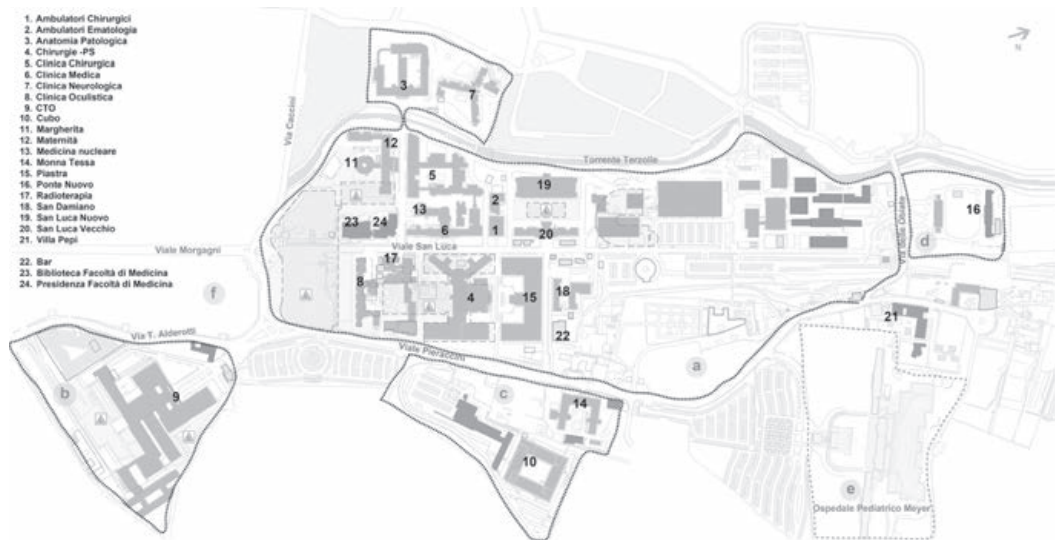 1. Ambulatori Chirurgici
2. Ambulatori Ematologia
3. Anatomia Patologica
4. Chirurgie -PS
5. Clinica Chirurgica
6. Clinica Medica
7. Clinica Neurologica
8. Clinica Oculistica
9. CTO
10. Cubo
11. Margherita
12. Maternità
13. Medicina nucleare
14. Monna Tessa
15. Piastra
16. Ponte Nuovo
17. Radioterapia
18. San Damiano
19. San Luca Nuovo
20. San Luca Vecchio
21. Villa Pepi
22. Bar
23. Biblioteca Facoltà di Medicina
24. Presidenza Facoltà di Medicina
N
3
7
Via Caccini
12
11
5
Torrente Terzolle
19
2
16
13
23
24
6
1
20
d
Viale Morgagni
Viale San Luca
Via delle Oblate
17
8
4
15
18
f
21
22
Via T. Alderotti
Viale Pieraccini
a
b
9
c
14
10
e
Ospedale Pediatrico Meyer